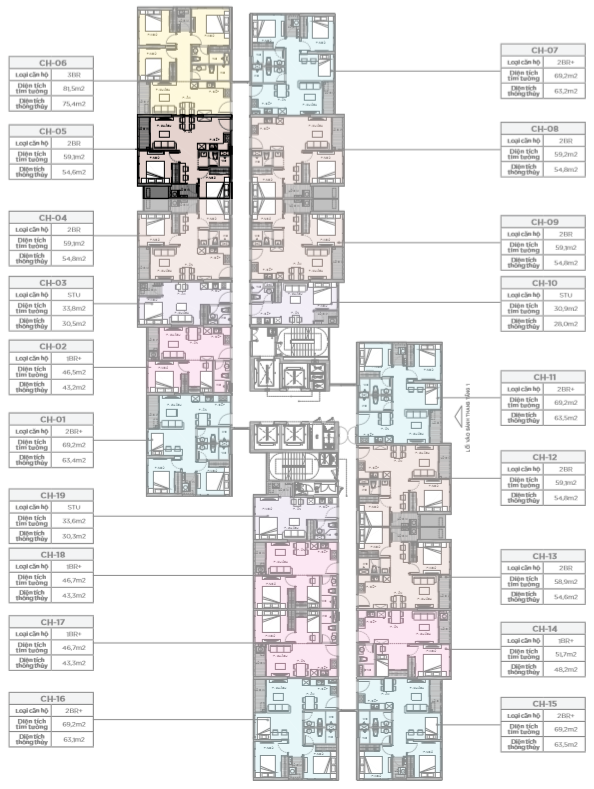 CH-06
Loại căn hộ 3BR
Diện tích tim tường 81,5m2
Diện tích thông thủy 75,4m2
CH-05
Loại căn hộ 2BR
Diện tích tim tường 59,1m2
Diện tích thông thủy 54,6m2
CH-04
Loại căn hộ 2BR
Diện tích tim tường 59,1m2
Diện tích thông thủy 54,8m2
CH-03
Loại căn hộ STU
Diện tích tim tường 33,8m2
Diện tích thông thủy 30,5m2
CH-02
Loại căn hộ 1BR+
Diện tích tim tường 46,5m2
Diện tích thông thủy 43,2m2
CH-01
Loại căn hộ 2BR+
Diện tích tim tường 69,2m2
Diện tích thông thủy 63,4m2
CH-19
Loại căn hộ STU
Diện tích tim tường 33,6m2
Diện tích thông thủy 30,3m2
CH-18
Loại căn hộ 1BR+
Diện tích tim tường 46,7m2
Diện tích thông thủy 43,3m2
CH-17
Loại căn hộ 1BR+
Diện tích tim tường 46,7m2
Diện tích thông thủy 43,3m2
CH-16
Loại căn hộ 2BR+
Diện tích tim tường 69,2m2
Diện tích thông thủy 63,1m2
CH-07
Loại căn hộ 2BR+
Diện tích tim tường 69,2m2
Diện tích thông thủy 63,2m2
CH-08
Loại căn hộ 2BR
Diện tích tim tường 59,2m2
Diện tích thông thủy 54,8m2
CH-09
Loại căn hộ 2BR
Diện tích tim tường 59,1m2
Diện tích thông thủy 54,8m2
CH-10
Loại căn hộ STU
Diện tích tim tường 30,9m2
Diện tích thông thủy 28,0m2
CH-11
Loại căn hộ 2BR+
Diện tích tim tường 69,2m2
Diện tích thông thủy 63,5m2
LỐI VÀO SẢNH THANG TẦNG 1
CH-12
Loại căn hộ 2BR
Diện tích tim tường 59,1m2
Diện tích thông thủy 54,8m2
CH-13
Loại căn hộ 2BR
Diện tích tim tường 58,9m2
Diện tích thông thủy 54,6m2
CH-14
Loại căn hộ 1BR+
Diện tích tim tường 51,7m2
Diện tích thông thủy 48,2m2
CH-15
Loại căn hộ 2BR+
Diện tích tim tường 69,2m2
Diện tích thông thủy 63,5m2